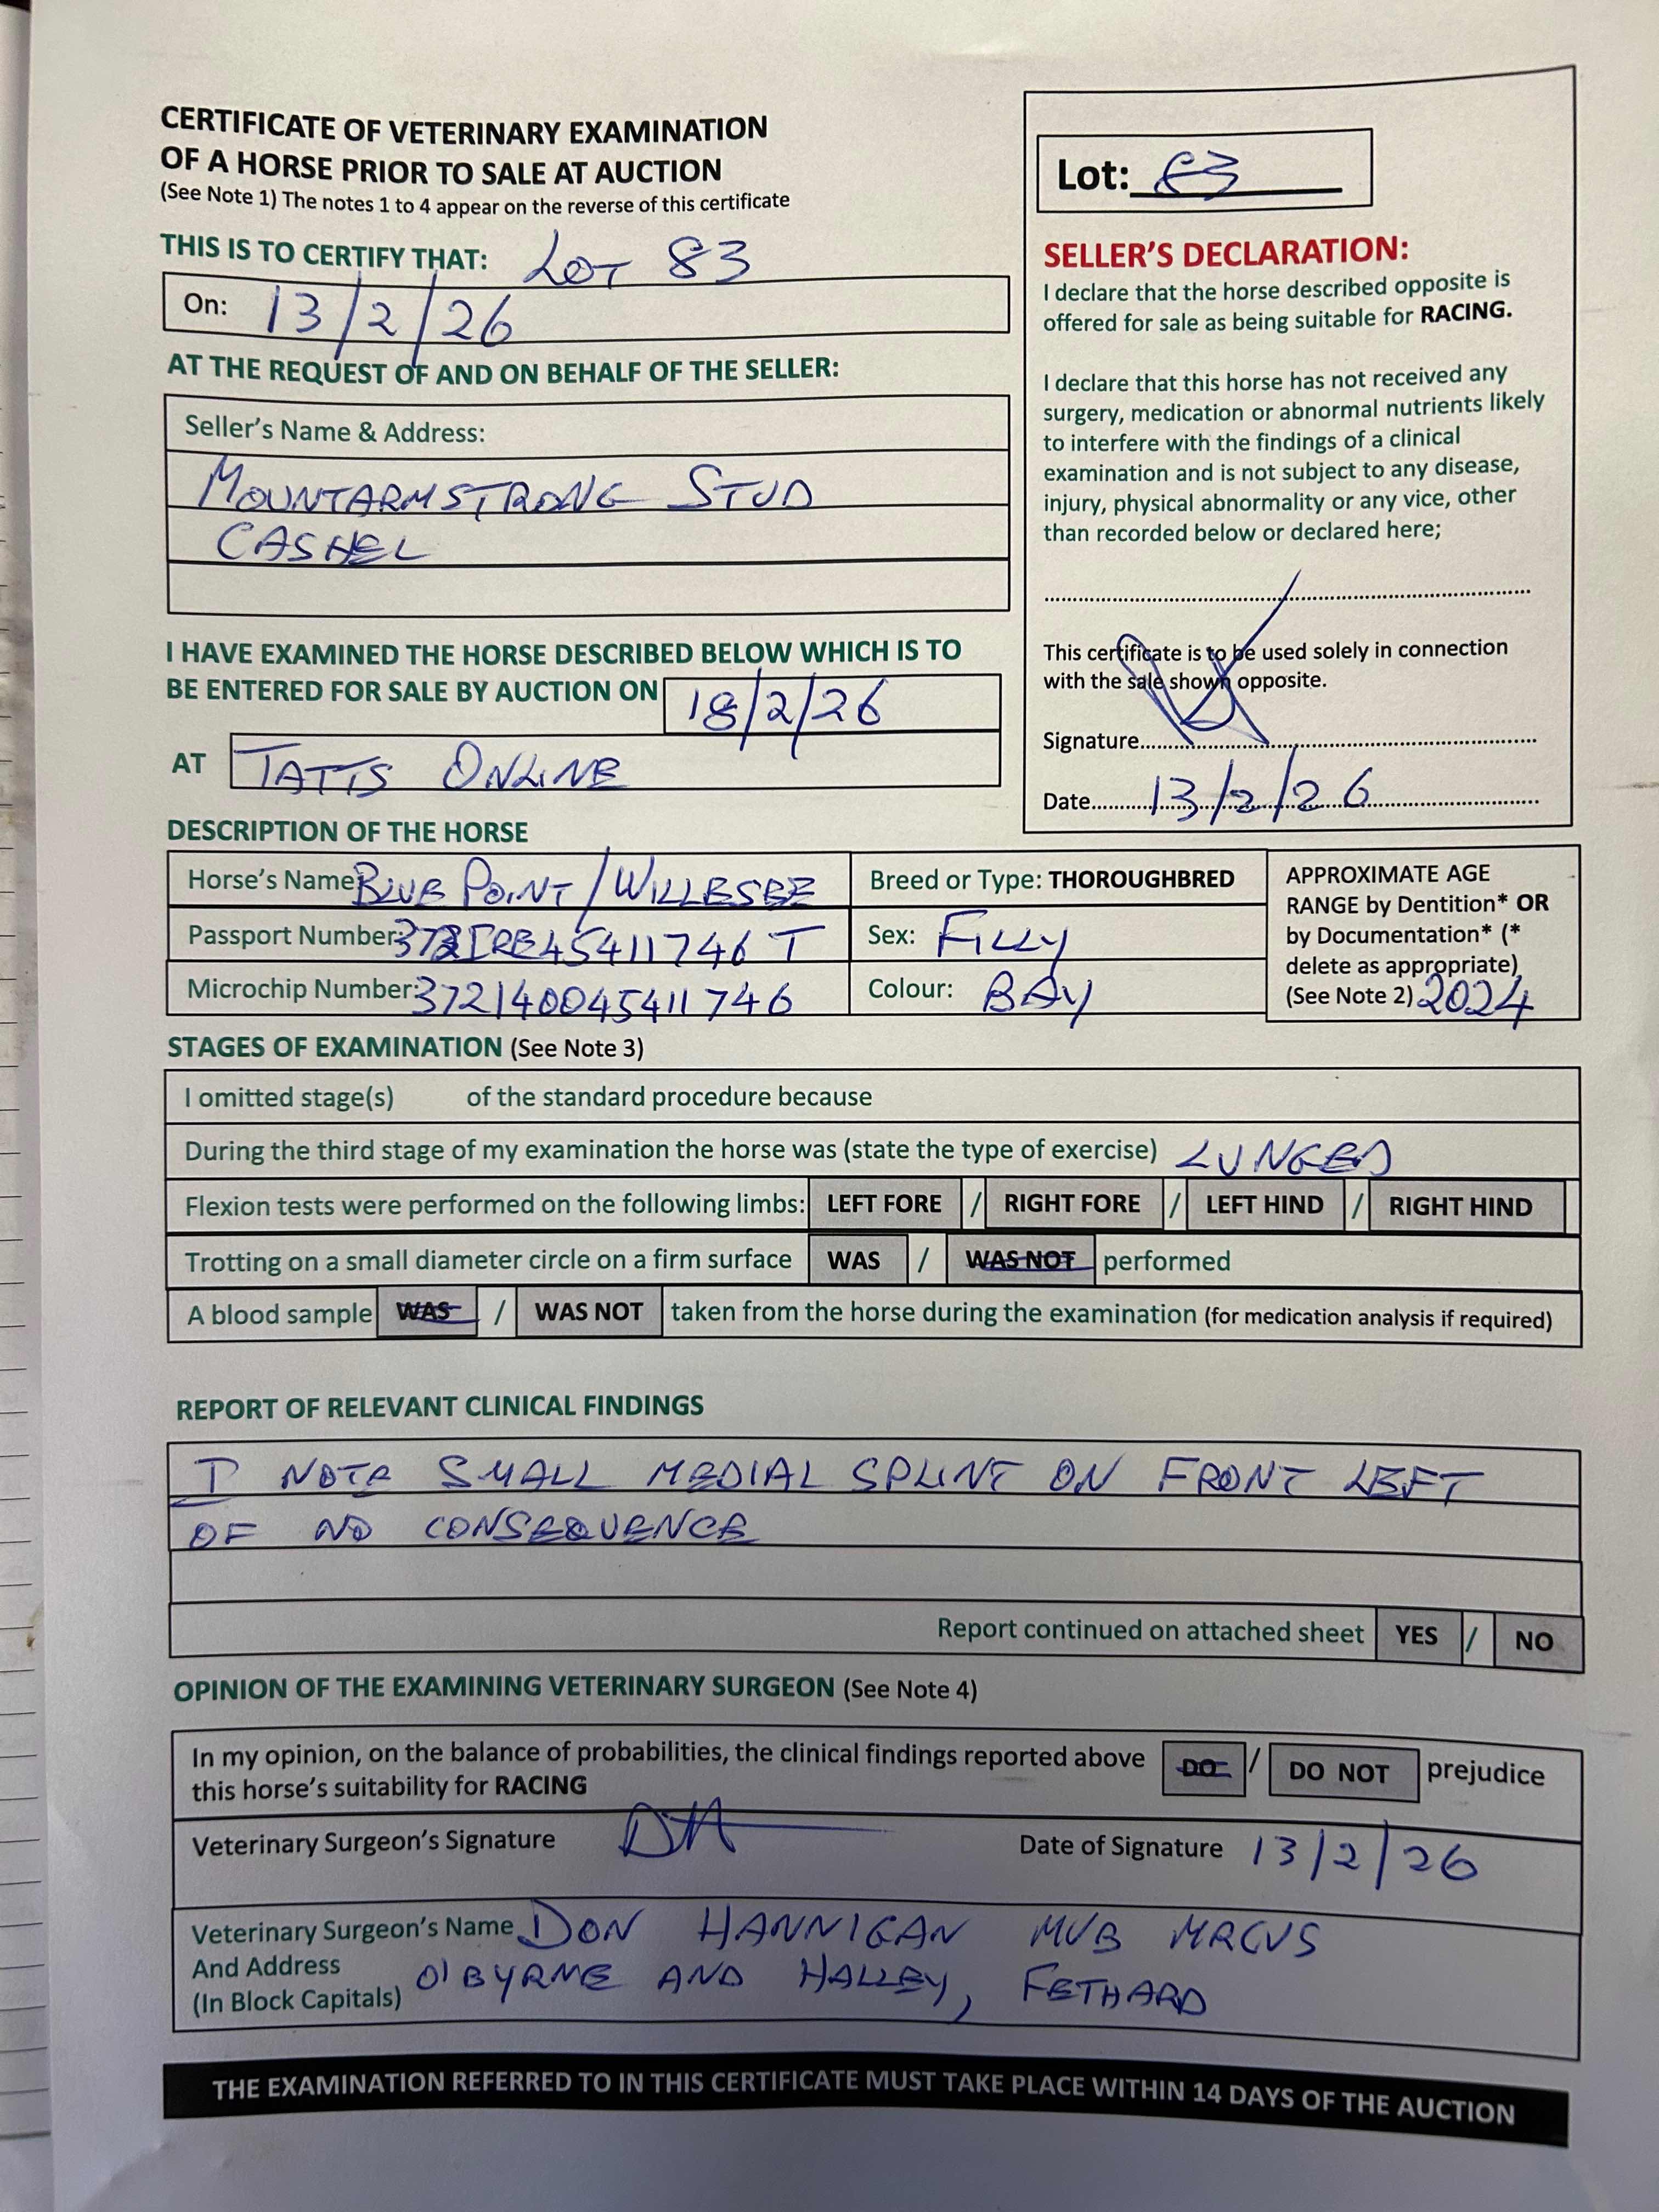 CERTIFICATE OF VETERINARY EXAMINATION
OF A HORSE PRIOR TO SALE AT AUCTION
(See Note 1) The notes 1 to 4 appear on the reverse of this certificate
THIS IS TO CERTIFY THAT: LOT 83
On: 13/2/26
AT THE REQUEST OF AND ON BEHALF OF THE SELLER:
Seller's Name & Address:
MOUNTARMSTRONG STUD
CASHEL
I HAVE EXAMINED THE HORSE DESCRIBED BELOW WHICH IS TO
BE ENTERED FOR SALE BY AUCTION ON 18/2/26
AT TATTS ONLINE
Lot: 83
SELLER'S DECLARATION:
I declare that the horse described opposite is
offered for sale as being suitable for RACING.
I declare that this horse has not received any
surgery, medication or abnormal nutrients likely
to interfere with the findings of a clinical
examination and is not subject to any disease,
injury, physical abnormality or any vice, other
than recorded below or declared here;
This certificate is to be used solely in connection
with the sale shown opposite.
Signature
Date 13/2/26
DESCRIPTION OF THE HORSE
Horse's Name BLUE POINT/WILLESEE Breed or Type: THOROUGHBRED
Passport Number: 372IRE45411746T Sex: FILLY
Microchip Number: 372140045411746 Colour: BAY
APPROXIMATE AGE
RANGE by Dentition* OR
by Documentation* (*
delete as appropriate)
(See Note 2) 2024
STAGES OF EXAMINATION (See Note 3)
I omitted stage(s) of the standard procedure because
During the third stage of my examination the horse was (state the type of exercise) LUNGED
Flexion tests were performed on the following limbs: LEFT FORE / RIGHT FORE / LEFT HIND / RIGHT HIND
Trotting on a small diameter circle on a firm surface WAS / WAS NOT performed
A blood sample WAS / WAS NOT taken from the horse during the examination (for medication analysis if required)
REPORT OF RELEVANT CLINICAL FINDINGS
I NOTE SMALL MEDIAL SPLINT ON FRONT LEFT
OF NO CONSEQUENCE
Report continued on attached sheet YES / NO
OPINION OF THE EXAMINING VETERINARY SURGEON (See Note 4)
In my opinion, on the balance of probabilities, the clinical findings reported above DO / DO NOT prejudice
this horse's suitability for RACING
Veterinary Surgeon's Signature DH Date of Signature 13/2/26
Veterinary Surgeon's Name DON HANNIGAN MVB MRCVS
And Address O'BYRNE AND HALLEY, FETHARD
(In Block Capitals)
THE EXAMINATION REFERRED TO IN THIS CERTIFICATE MUST TAKE PLACE WITHIN 14 DAYS OF THE AUCTION